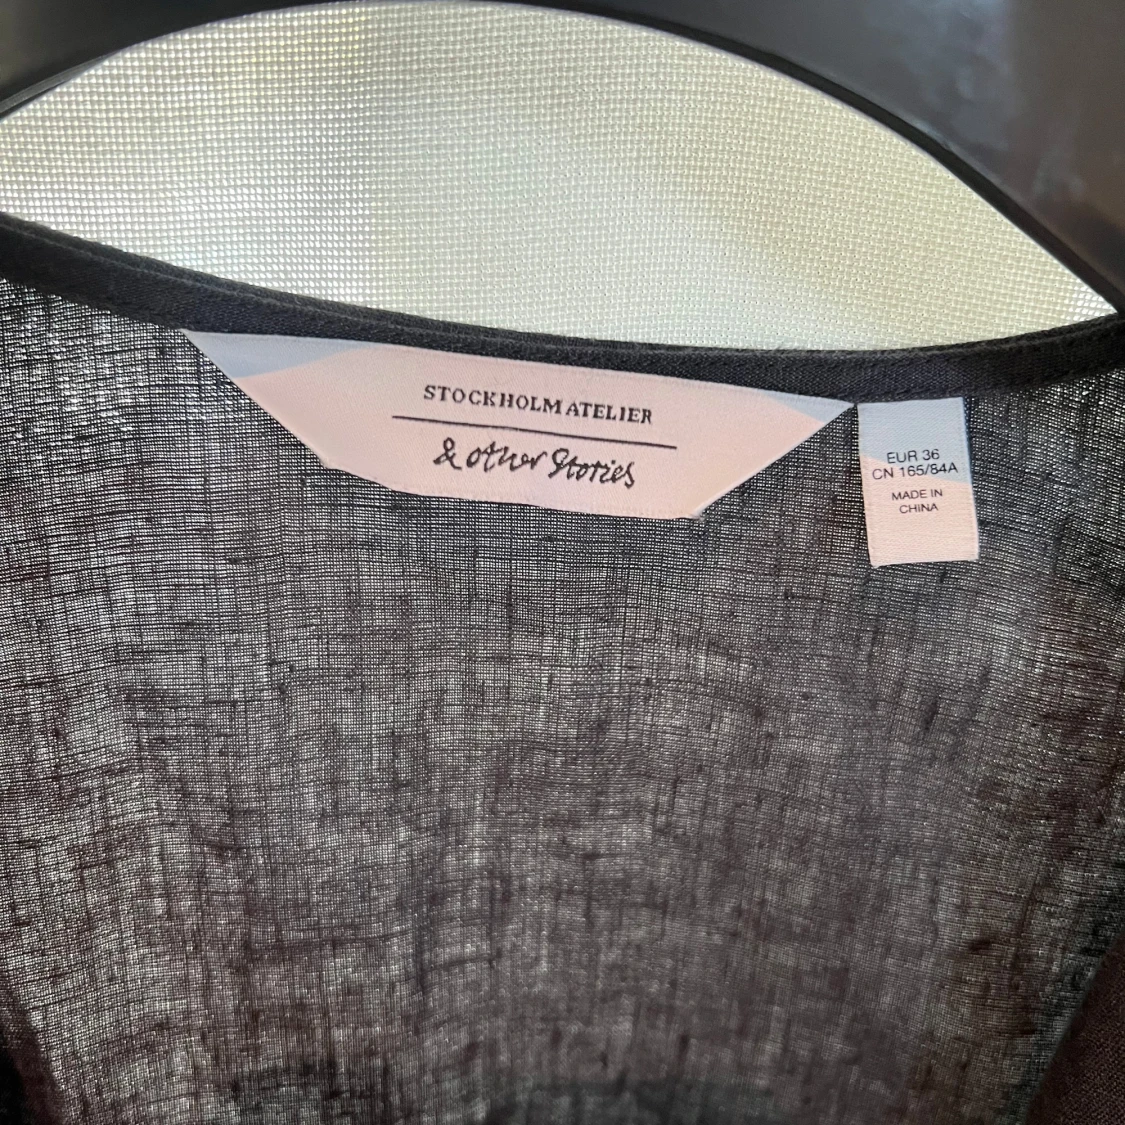 STOCKHOLM ATELIER
& other Stories
EUR 36
CN 165/84A
MADE IN
CHINA